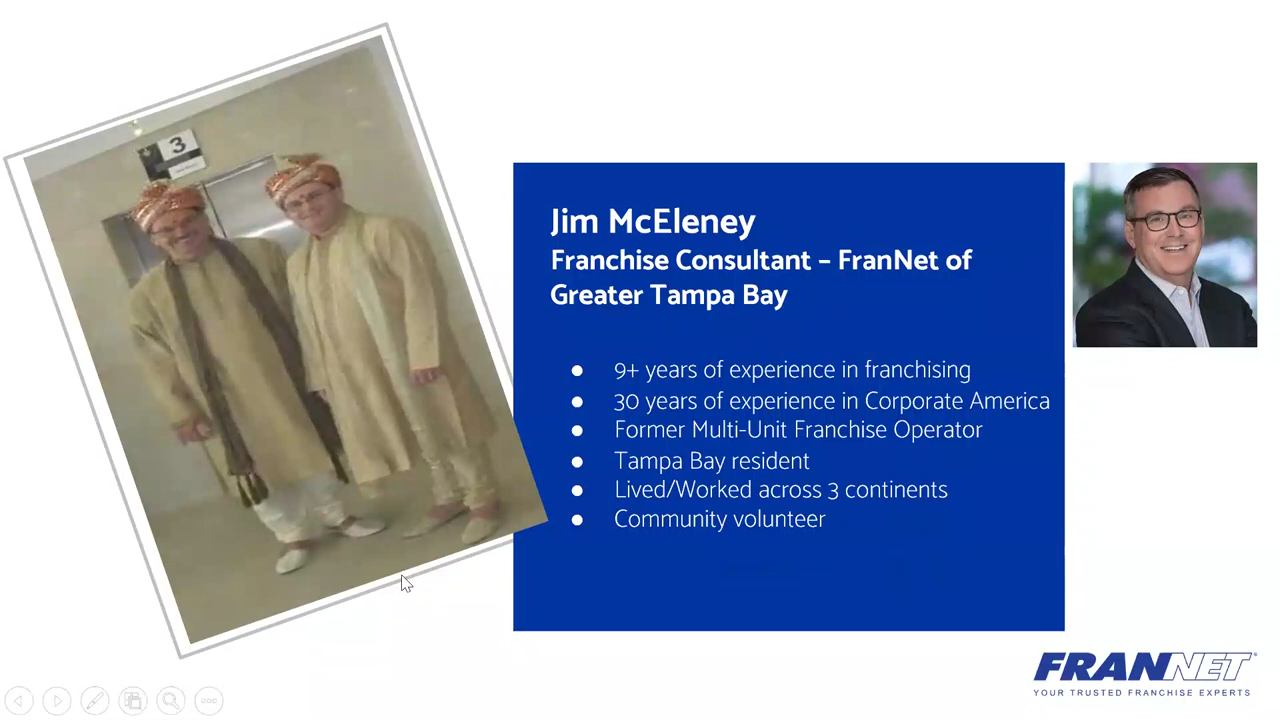 3
Jim McEleney
Franchise Consultant – FranNet of
Greater Tampa Bay
● 9+ years of experience in franchising
● 30 years of experience in Corporate America
● Former Multi-Unit Franchise Operator
● Tampa Bay resident
● Lived/Worked across 3 continents
● Community volunteer
FRANNET®
YOUR TRUSTED FRANCHISE EXPERTS